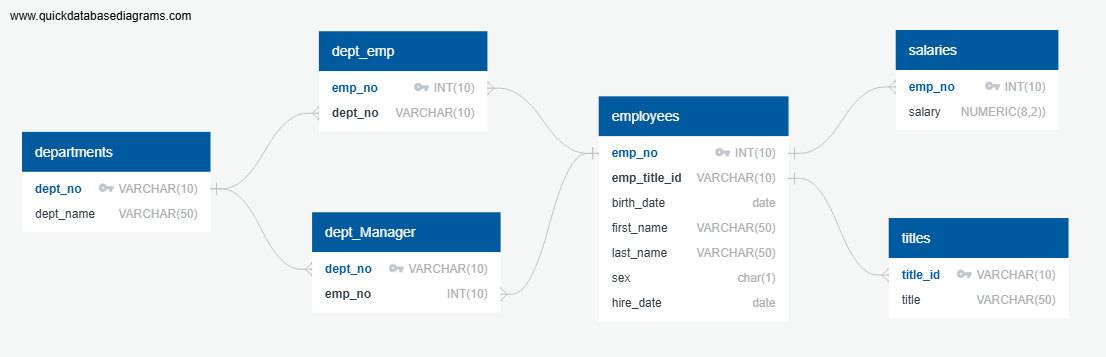 www.quickdatabasediagrams.com
departments
dept_no VARCHAR(10)
dept_name VARCHAR(50)
dept_emp
emp_no INT(10)
dept_no VARCHAR(10)
dept_Manager
dept_no VARCHAR(10)
emp_no INT(10)
employees
emp_no INT(10)
emp_title_id VARCHAR(10)
birth_date date
first_name VARCHAR(50)
last_name VARCHAR(50)
sex char(1)
hire_date date
salaries
emp_no INT(10)
salary NUMERIC(8,2))
titles
title_id VARCHAR(10)
title VARCHAR(50)